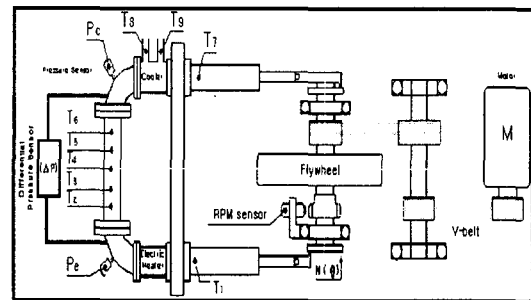 T8 T9
Pc
T7
Pressure Sensor
Cooler
Motor
T6
T5
T4
T3
T2
Differential
Pressure Sensor
(ΔP)
M
Flywheel
RPM sensor
V-belt
Electric
Heater
Pe
T1
N(θ)